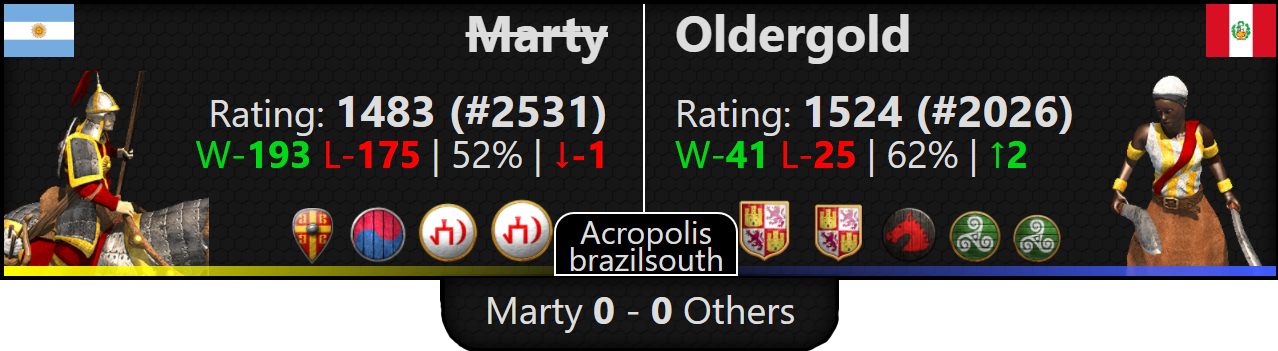 Marty
Oldergold
Rating: 1483 (#2531)
W-193 L-175 | 52% | ↓-1
Rating: 1524 (#2026)
W-41 L-25 | 62% | ↑2
Acropolis
brazilsouth
Marty 0 - 0 Others